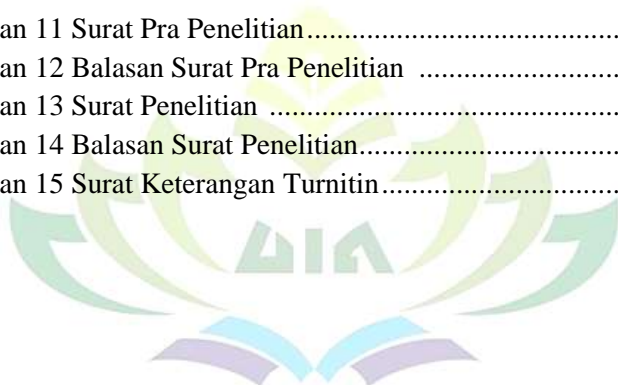 an 11 Surat Pra Penelitian....................................................
an 12 Balasan Surat Pra Penelitian ....................................
an 13 Surat Penelitian ..........................................................
an 14 Balasan Surat Penelitian.............................................
an 15 Surat Keterangan Turnitin..........................................
UIN